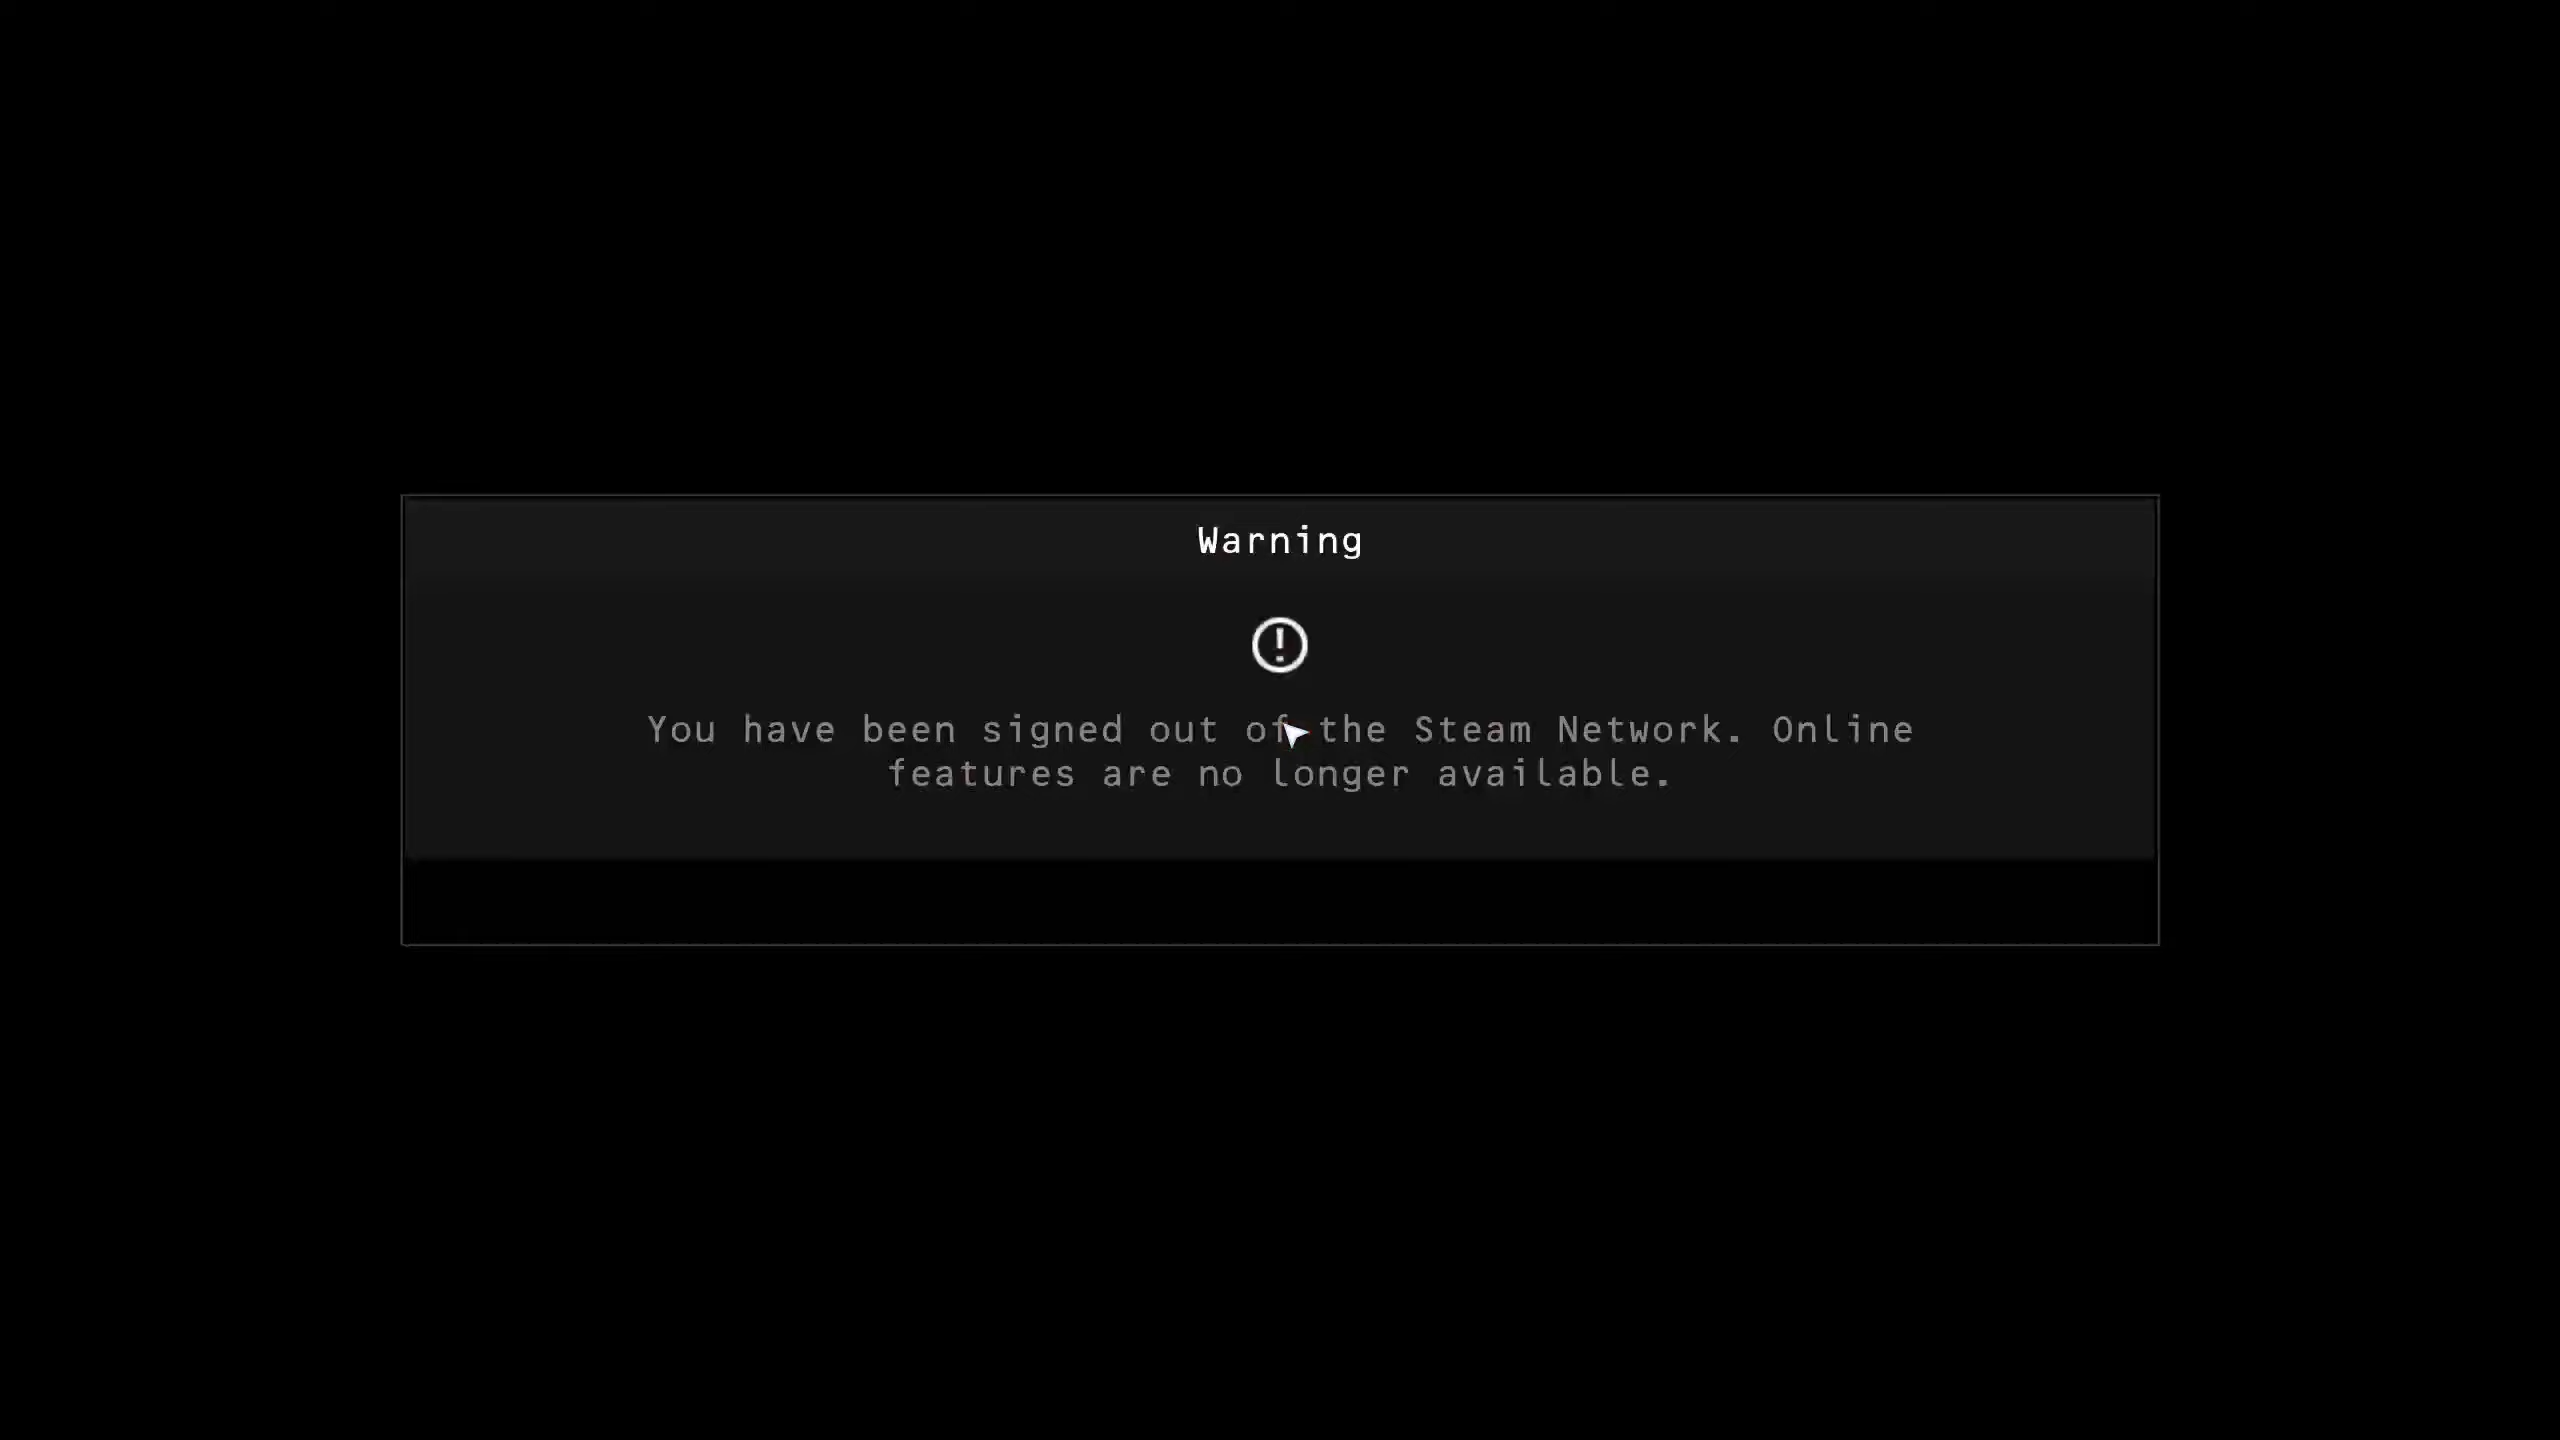 Warning
You have been signed out of the Steam Network. Online
features are no longer available.